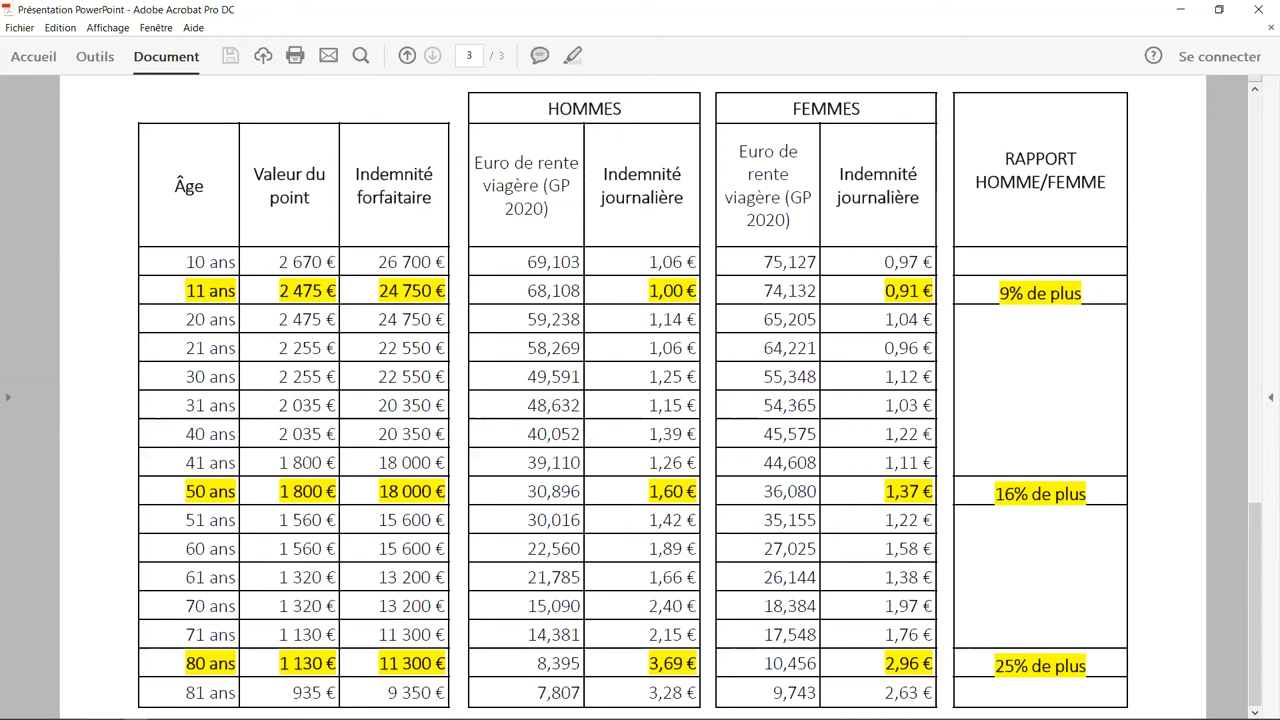 Présentation PowerPoint - Adobe Acrobat Pro DC
Fichier Edition Affichage Fenêtre Aide
Accueil Outils Document 3 / 3 Se connecter
HOMMES FEMMES
Âge Valeur du point Indemnité forfaitaire Euro de rente viagère (GP 2020) Indemnité journalière Euro de rente viagère (GP 2020) Indemnité journalière RAPPORT HOMME/FEMME
10 ans 2 670 € 26 700 € 69,103 1,06 € 75,127 0,97 €
11 ans 2 475 € 24 750 € 68,108 1,00 € 74,132 0,91 € 9% de plus
20 ans 2 475 € 24 750 € 59,238 1,14 € 65,205 1,04 €
21 ans 2 255 € 22 550 € 58,269 1,06 € 64,221 0,96 €
30 ans 2 255 € 22 550 € 49,591 1,25 € 55,348 1,12 €
31 ans 2 035 € 20 350 € 48,632 1,15 € 54,365 1,03 €
40 ans 2 035 € 20 350 € 40,052 1,39 € 45,575 1,22 €
41 ans 1 800 € 18 000 € 39,110 1,26 € 44,608 1,11 €
50 ans 1 800 € 18 000 € 30,896 1,60 € 36,080 1,37 € 16% de plus
51 ans 1 560 € 15 600 € 30,016 1,42 € 35,155 1,22 €
60 ans 1 560 € 15 600 € 22,560 1,89 € 27,025 1,58 €
61 ans 1 320 € 13 200 € 21,785 1,66 € 26,144 1,38 €
70 ans 1 320 € 13 200 € 15,090 2,40 € 18,384 1,97 €
71 ans 1 130 € 11 300 € 14,381 2,15 € 17,548 1,76 €
80 ans 1 130 € 11 300 € 8,395 3,69 € 10,456 2,96 € 25% de plus
81 ans 935 € 9 350 € 7,807 3,28 € 9,743 2,63 €